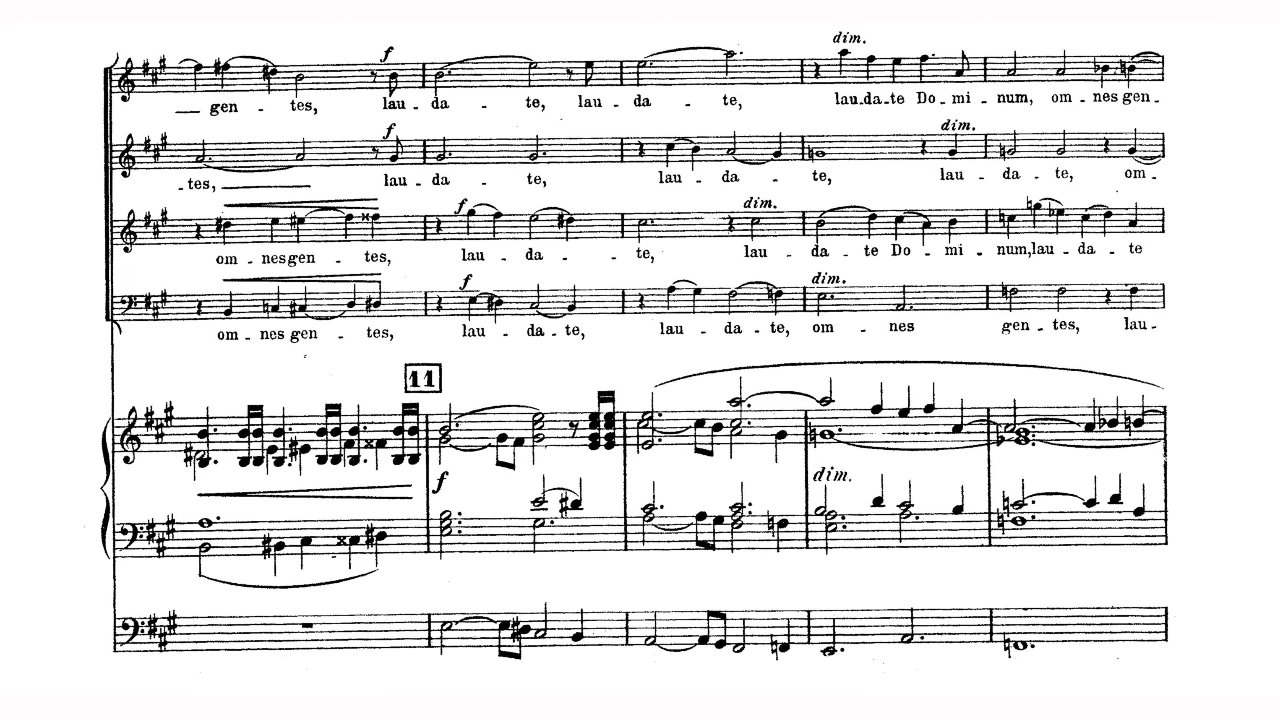 f
dim.
— gen - tes, lau - da - te, lau - da - te, lau.da-te Do - mi - num, om - nes gen -
f
dim.
- tes, lau - da - te, lau - da - te, lau - da - te, om -
f
dim.
om - nes gen - tes, lau - da - te, lau - da - te Do - mi - num, lau - da - te
f
dim.
om - nes gen - tes, lau - da - te, lau - da - te, om - nes gen - tes, lau -
11
f
dim.